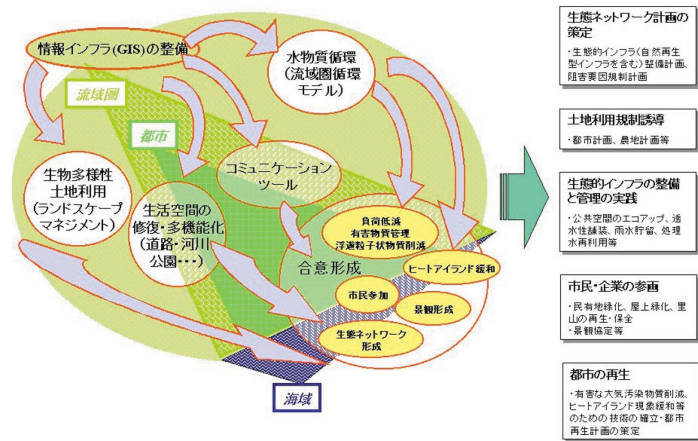 情報インフラ(GIS)の整備
水物質循環
(流域圏循環
モデル)
流域圏
都市
コミュニケーション
ツール
生物多様性
土地利用
(ランドスケープ
マネジメント)
生活空間の
修復・多機能化
(道路・河川
公園・・・)
負荷低減
有害物質管理
浮遊粒子状物質削減
合意形成
ヒートアイランド緩和
市民参加
景観形成
生態ネットワーク
形成
海域
生態ネットワーク計画の
策定
・生態的インフラ(自然再生
型インフラを含む)整備計画、
阻害要因規制計画
土地利用規制誘導
・都市計画、農地計画等
生態的インフラの整備
と管理の実践
・公共空間のエコアップ、透
水性舗装、雨水貯留、処理
水再利用等
市民・企業の参画
・民有地緑化、屋上緑化、里
山の再生・保全
・景観協定等
都市の再生
・有害な大気汚染物質削減、
ヒートアイランド現象緩和等
のための技術の確立・都市
再生計画の策定